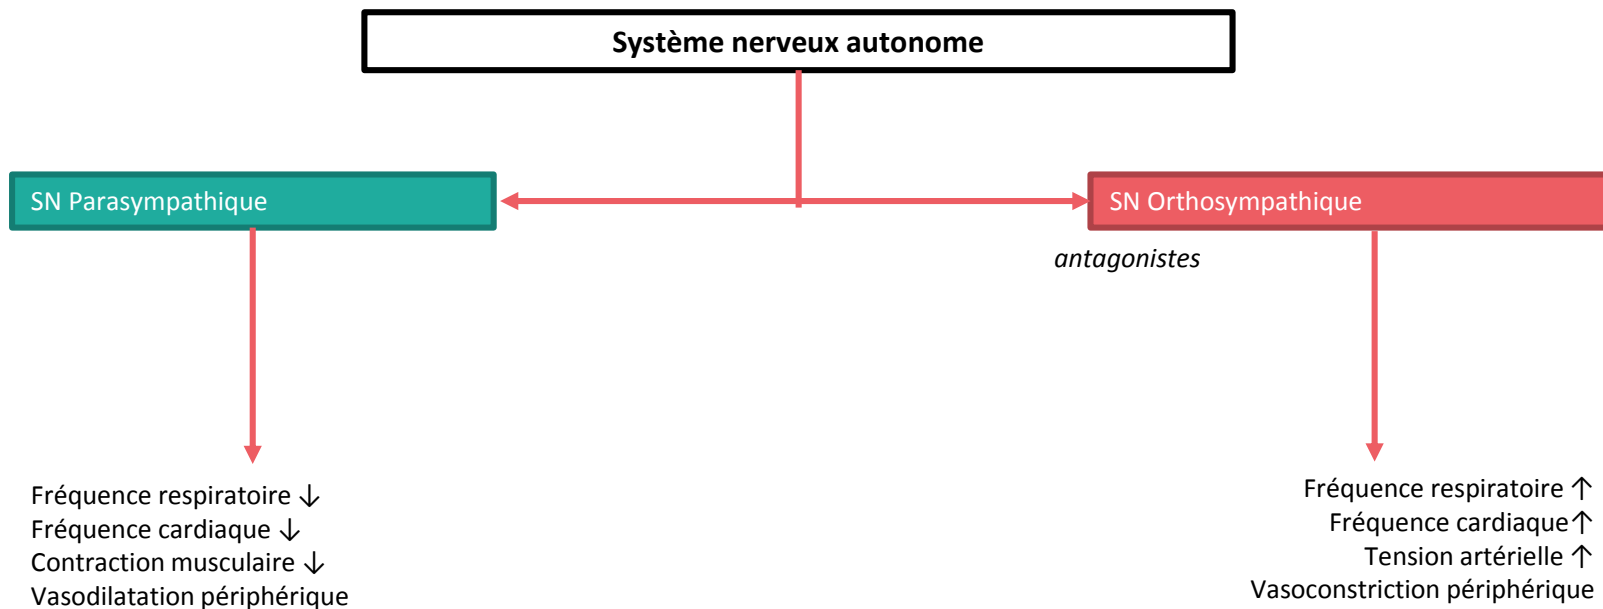 Système nerveux autonome
SN Parasympathique
SN Orthosympathique
antagonistes
Fréquence respiratoire ↓
Fréquence cardiaque ↓
Contraction musculaire ↓
Vasodilatation périphérique
Fréquence respiratoire ↑
Fréquence cardiaque↑
Tension artérielle ↑
Vasoconstriction périphérique